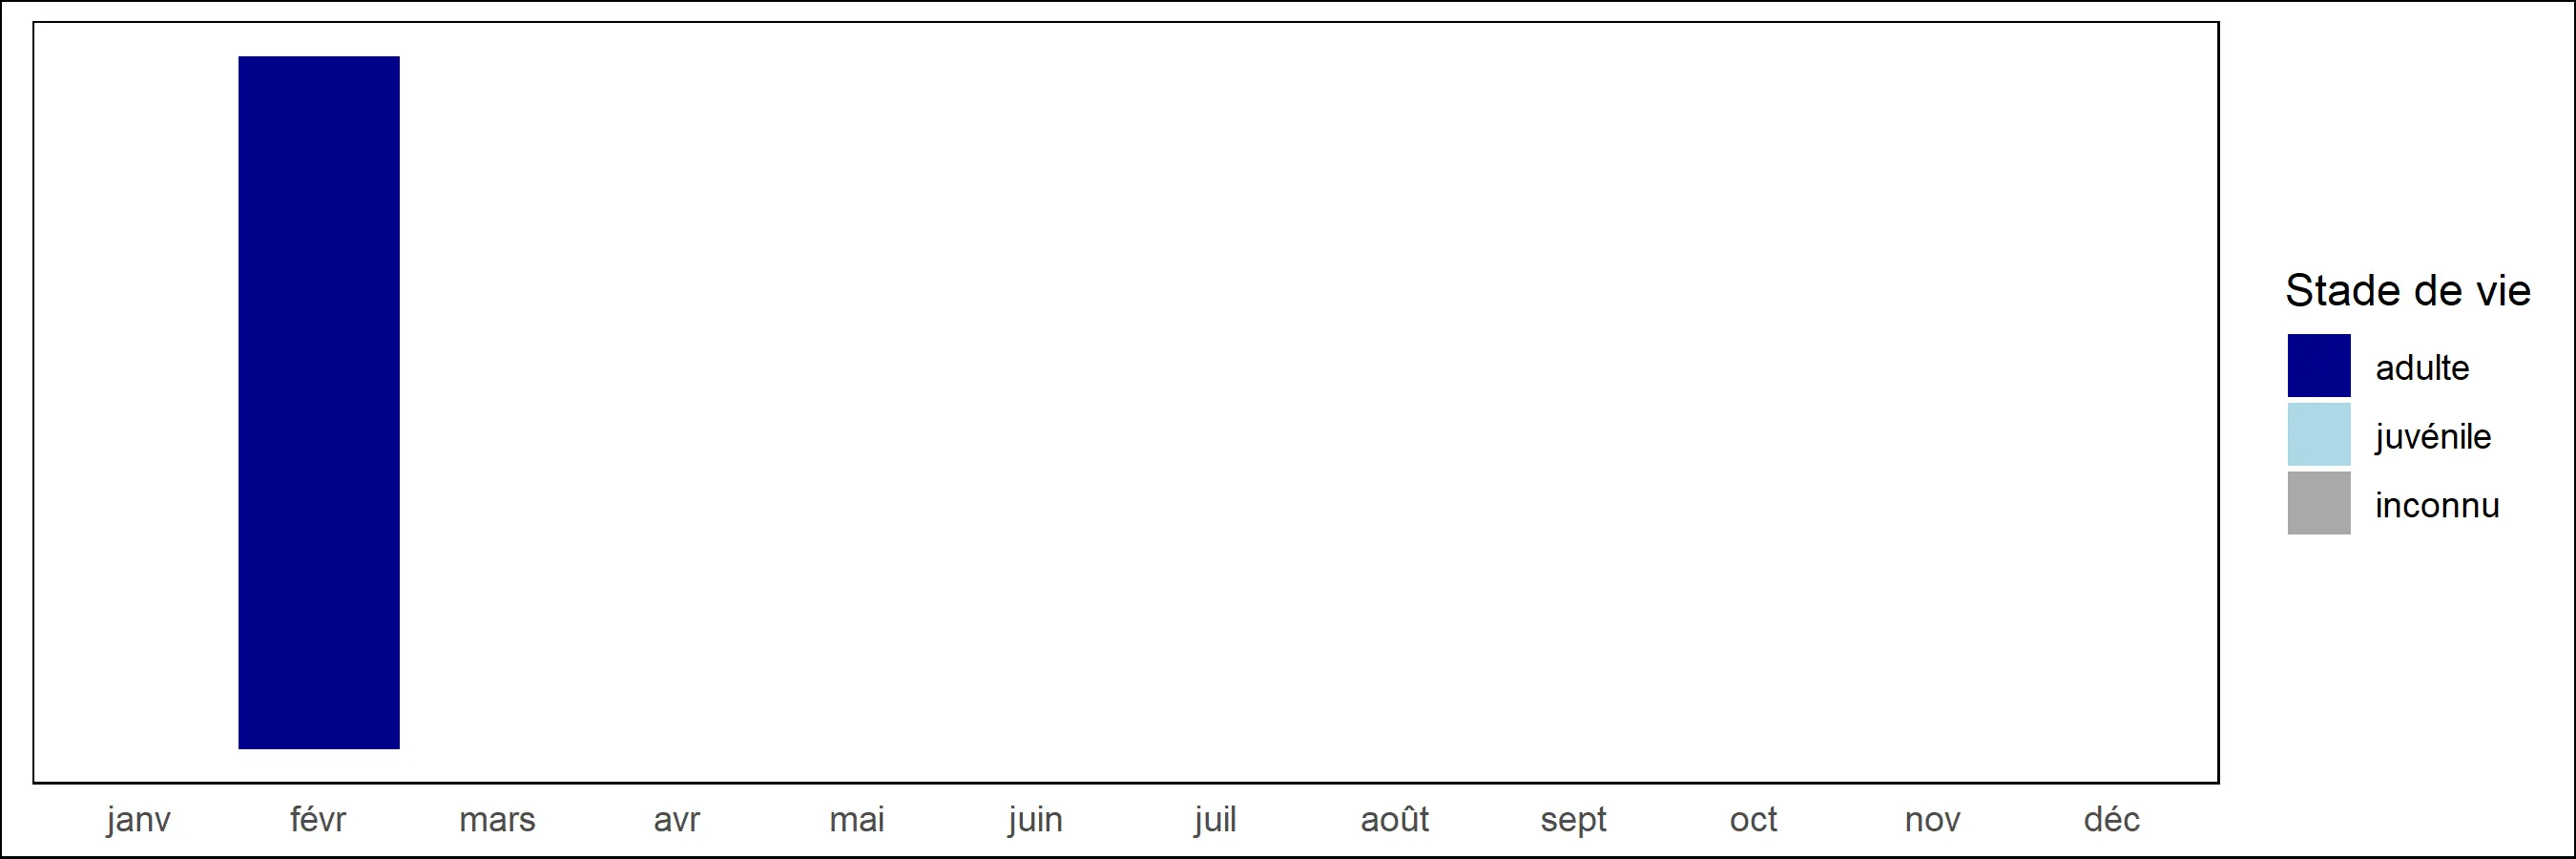 Stade de vie
adulte
juvénile
inconnu
janv févr mars avr mai juin juil août sept oct nov déc